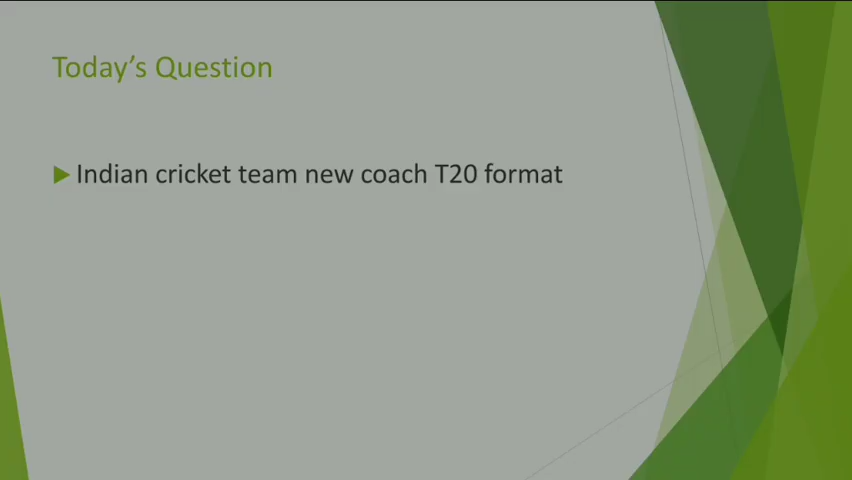 Today’s Question
Indian cricket team new coach T20 format